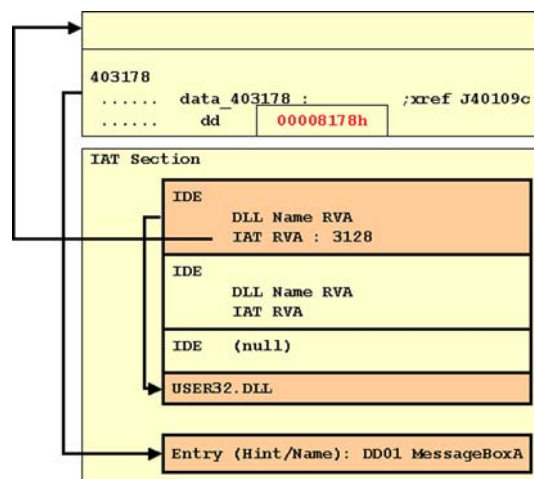 403178
...... data_403178 : ;xref J40109c
...... dd 00008178h
IAT Section
IDE
DLL Name RVA
IAT RVA : 3128
IDE
DLL Name RVA
IAT RVA
IDE (null)
USER32.DLL
Entry (Hint/Name): DD01 MessageBoxA